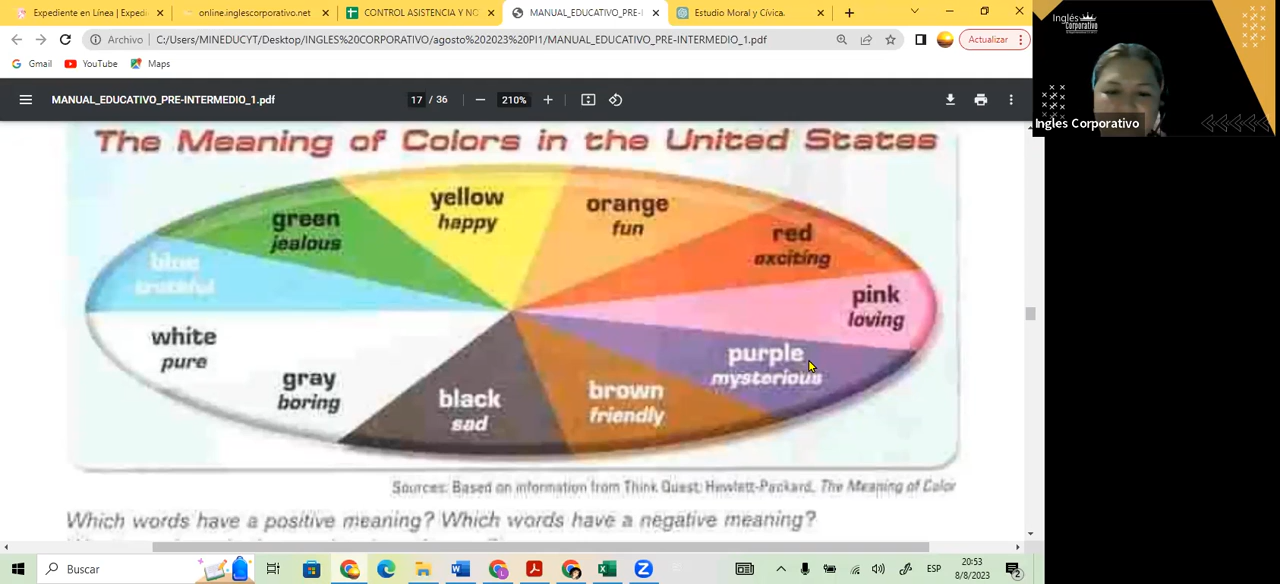 Expediente en Línea | Expedi
online.inglescorporativo.net
CONTROL ASISTENCIA Y NO
MANUAL_EDUCATIVO_PRE-I
Estudio Moral y Cívica.
Archivo
C:/Users/MINEDUCYT/Desktop/INGLES%20CORPORATIVO/agosto%202023%20PI1/MANUAL_EDUCATIVO_PRE-INTERMEDIO_1.pdf
Actualizar
Gmail
YouTube
Maps
MANUAL_EDUCATIVO_PRE-INTERMEDIO_1.pdf
17 / 36
210%
Inglés
Corporativo
Ingles Corporativo
The Meaning of Colors in the United States
yellow
happy
orange
fun
green
jealous
red
exciting
blue
truthful
pink
loving
white
pure
purple
mysterious
gray
boring
black
sad
brown
friendly
Sources: Based on information from Think Quest; Hewlett-Packard, The Meaning of Color
Which words have a positive meaning? Which words have a negative meaning?
Buscar
ESP
20:53
8/8/2023
2